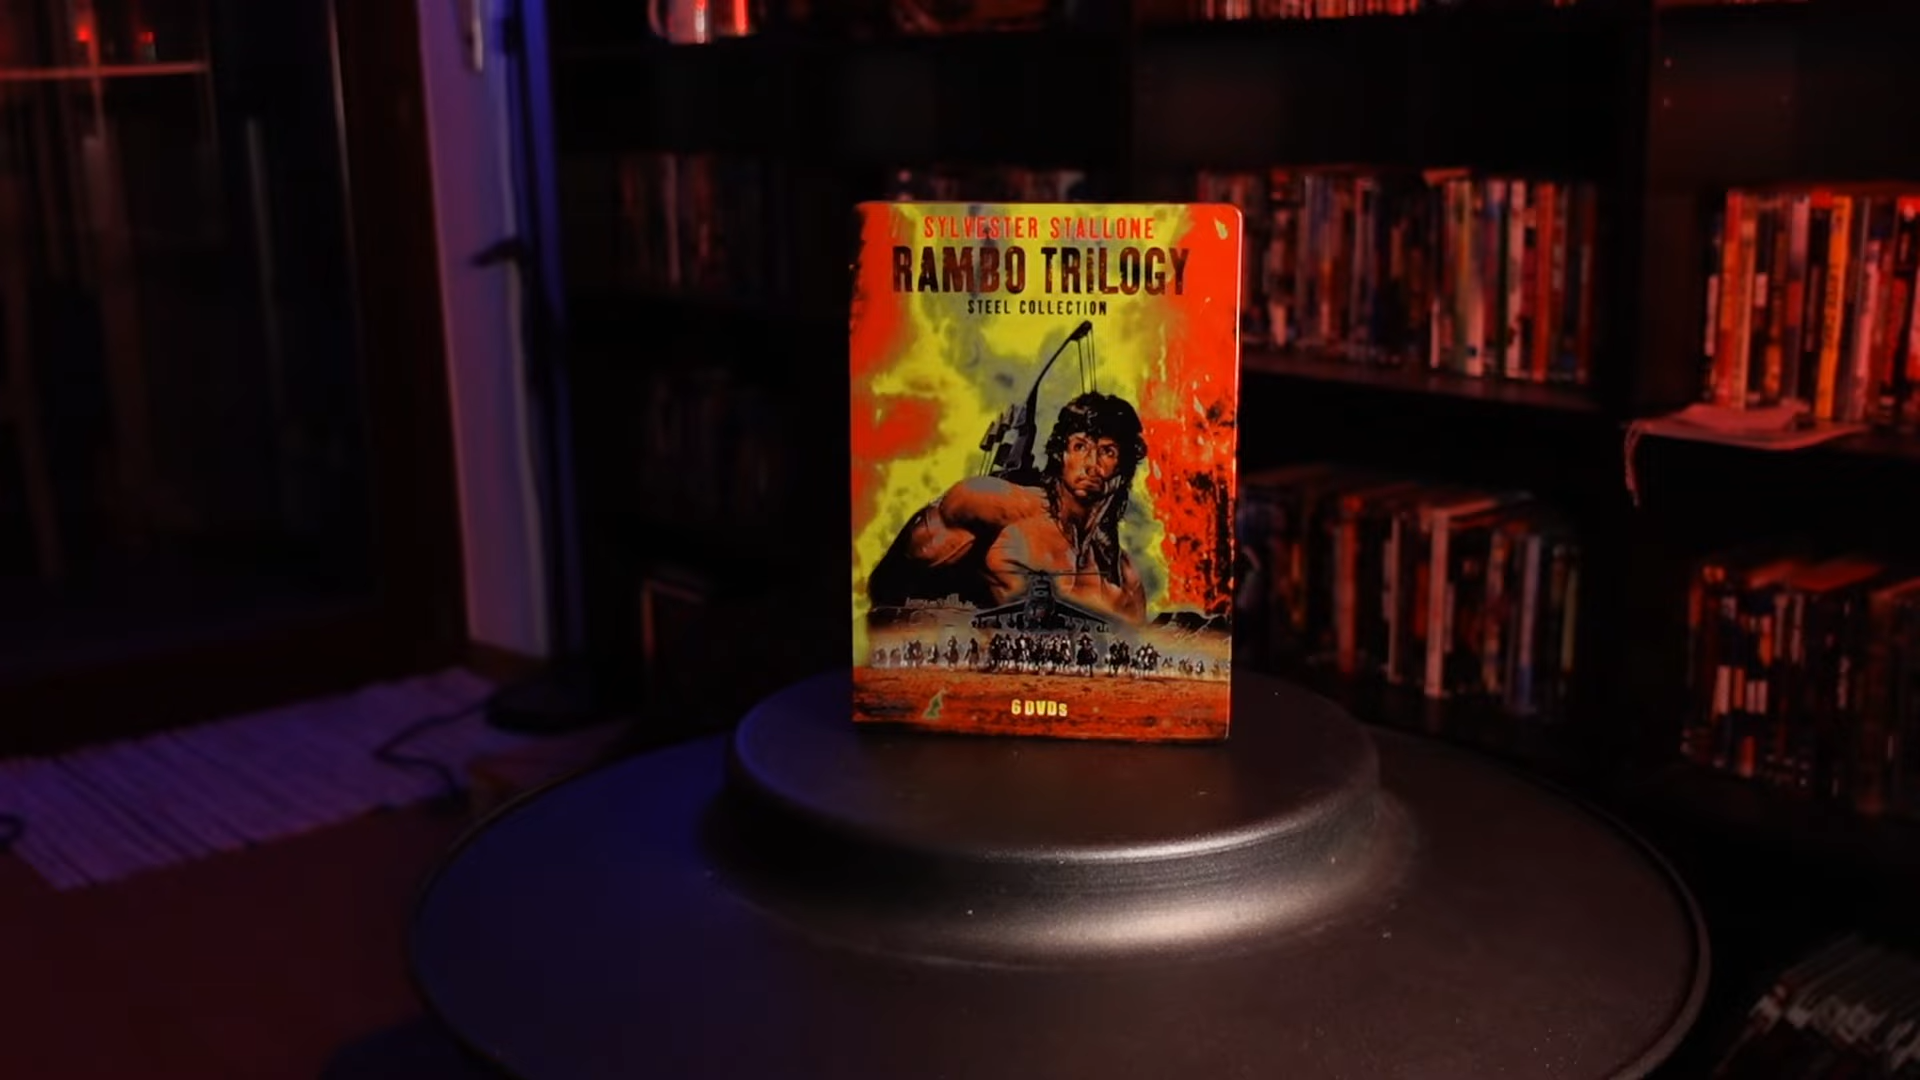 SYLVESTER STALLONE
RAMBO TRILOGY
STEEL COLLECTION
6 DVDs